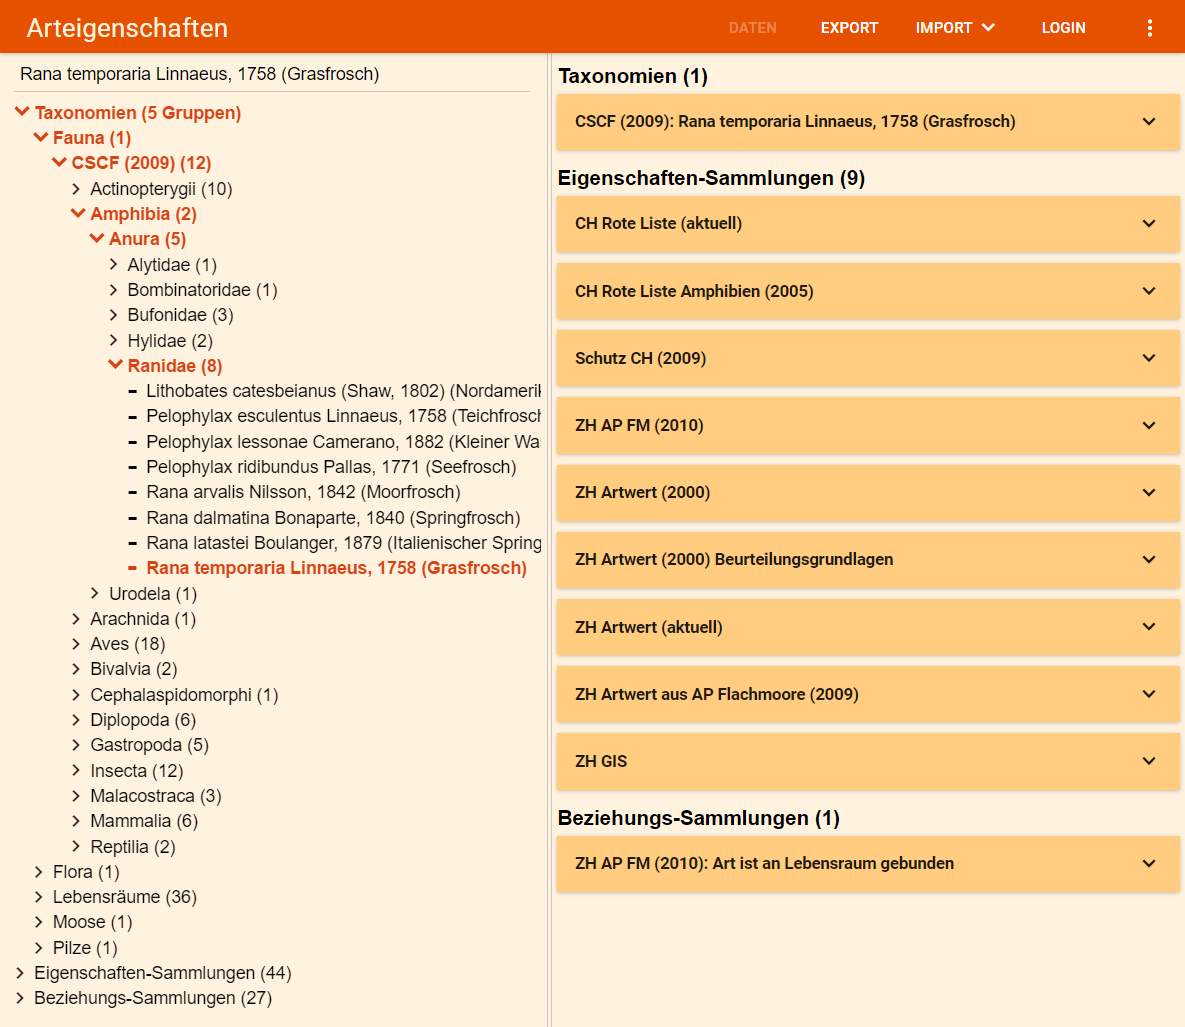 Arteigenschaften
DATEN
EXPORT
IMPORT
LOGIN
Rana temporaria Linnaeus, 1758 (Grasfrosch)
Taxonomien (5 Gruppen)
Fauna (1)
CSCF (2009) (12)
Actinopterygii (10)
Amphibia (2)
Anura (5)
Alytidae (1)
Bombinatoridae (1)
Bufonidae (3)
Hylidae (2)
Ranidae (8)
Lithobates catesbeianus (Shaw, 1802) (Nordamerik
Pelophylax esculentus Linnaeus, 1758 (Teichfrosch
Pelophylax lessonae Camerano, 1882 (Kleiner Wa
Pelophylax ridibundus Pallas, 1771 (Seefrosch)
Rana arvalis Nilsson, 1842 (Moorfrosch)
Rana dalmatina Bonaparte, 1840 (Springfrosch)
Rana latastei Boulanger, 1879 (Italienischer Spring
Rana temporaria Linnaeus, 1758 (Grasfrosch)
Urodela (1)
Arachnida (1)
Aves (18)
Bivalvia (2)
Cephalaspidomorphi (1)
Diplopoda (6)
Gastropoda (5)
Insecta (12)
Malacostraca (3)
Mammalia (6)
Reptilia (2)
Flora (1)
Lebensräume (36)
Moose (1)
Pilze (1)
Eigenschaften-Sammlungen (44)
Beziehungs-Sammlungen (27)
Taxonomien (1)
CSCF (2009): Rana temporaria Linnaeus, 1758 (Grasfrosch)
Eigenschaften-Sammlungen (9)
CH Rote Liste (aktuell)
CH Rote Liste Amphibien (2005)
Schutz CH (2009)
ZH AP FM (2010)
ZH Artwert (2000)
ZH Artwert (2000) Beurteilungsgrundlagen
ZH Artwert (aktuell)
ZH Artwert aus AP Flachmoore (2009)
ZH GIS
Beziehungs-Sammlungen (1)
ZH AP FM (2010): Art ist an Lebensraum gebunden